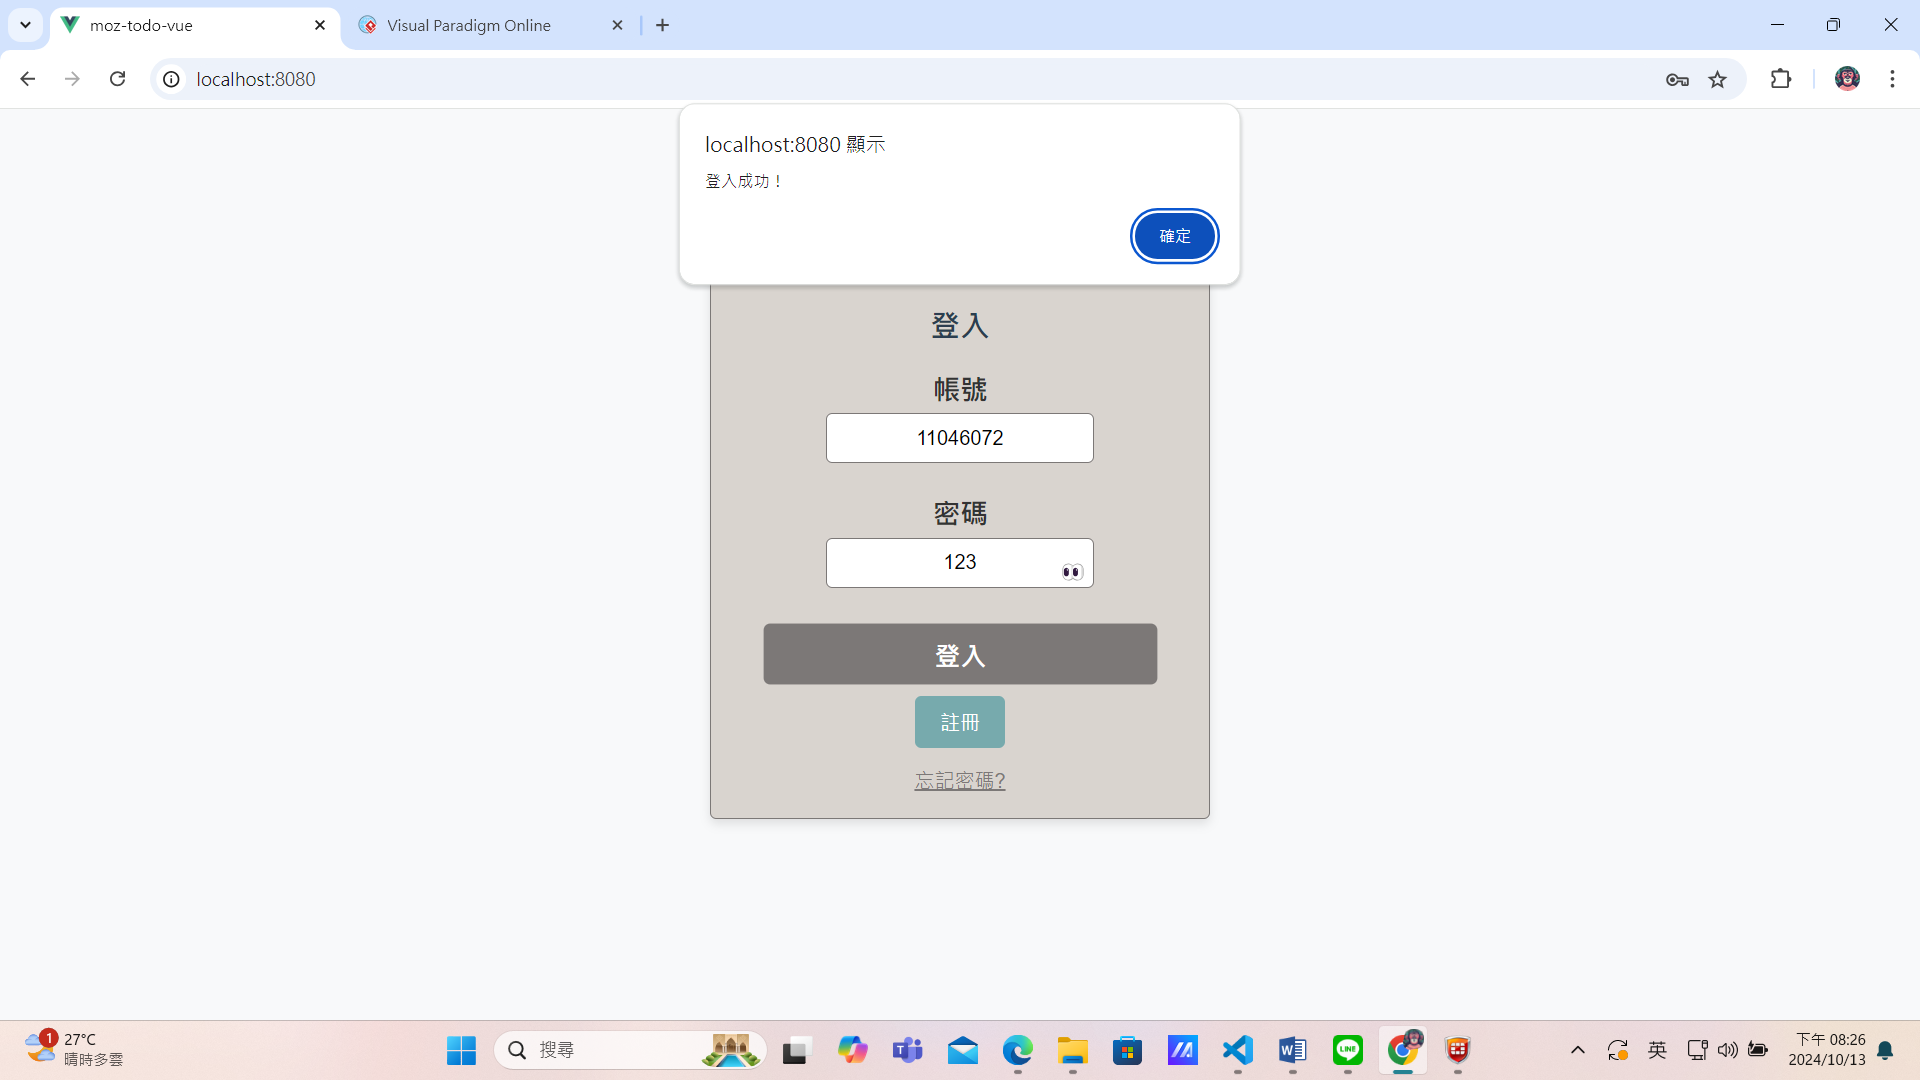 moz-todo-vue
Visual Paradigm Online
localhost:8080
localhost:8080 顯示
登入成功！
確定
登入
帳號
11046072
密碼
123
登入
註冊
忘記密碼?
1
27°C
晴時多雲
搜尋
LINE
英
下午 08:26
2024/10/13